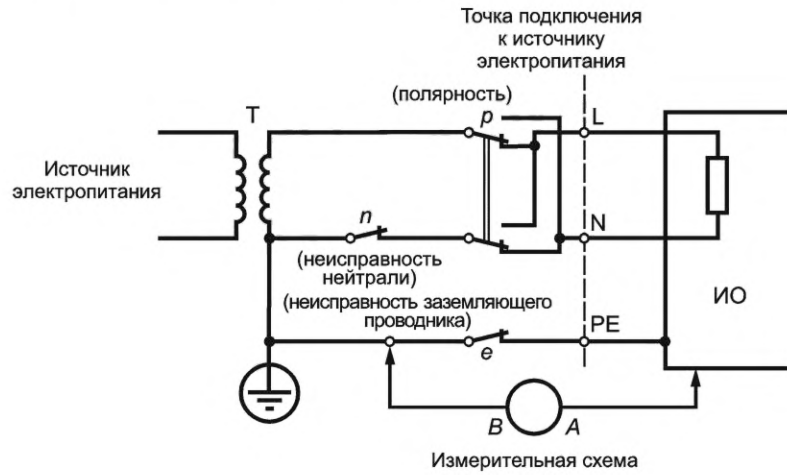 Точка подключения
к источнику
электропитания
(полярность)
T
p
L
Источник
электропитания
n
N
(неисправность
нейтрали)
(неисправность заземляющего
проводника)
ИО
PE
e
B
A
Измерительная схема